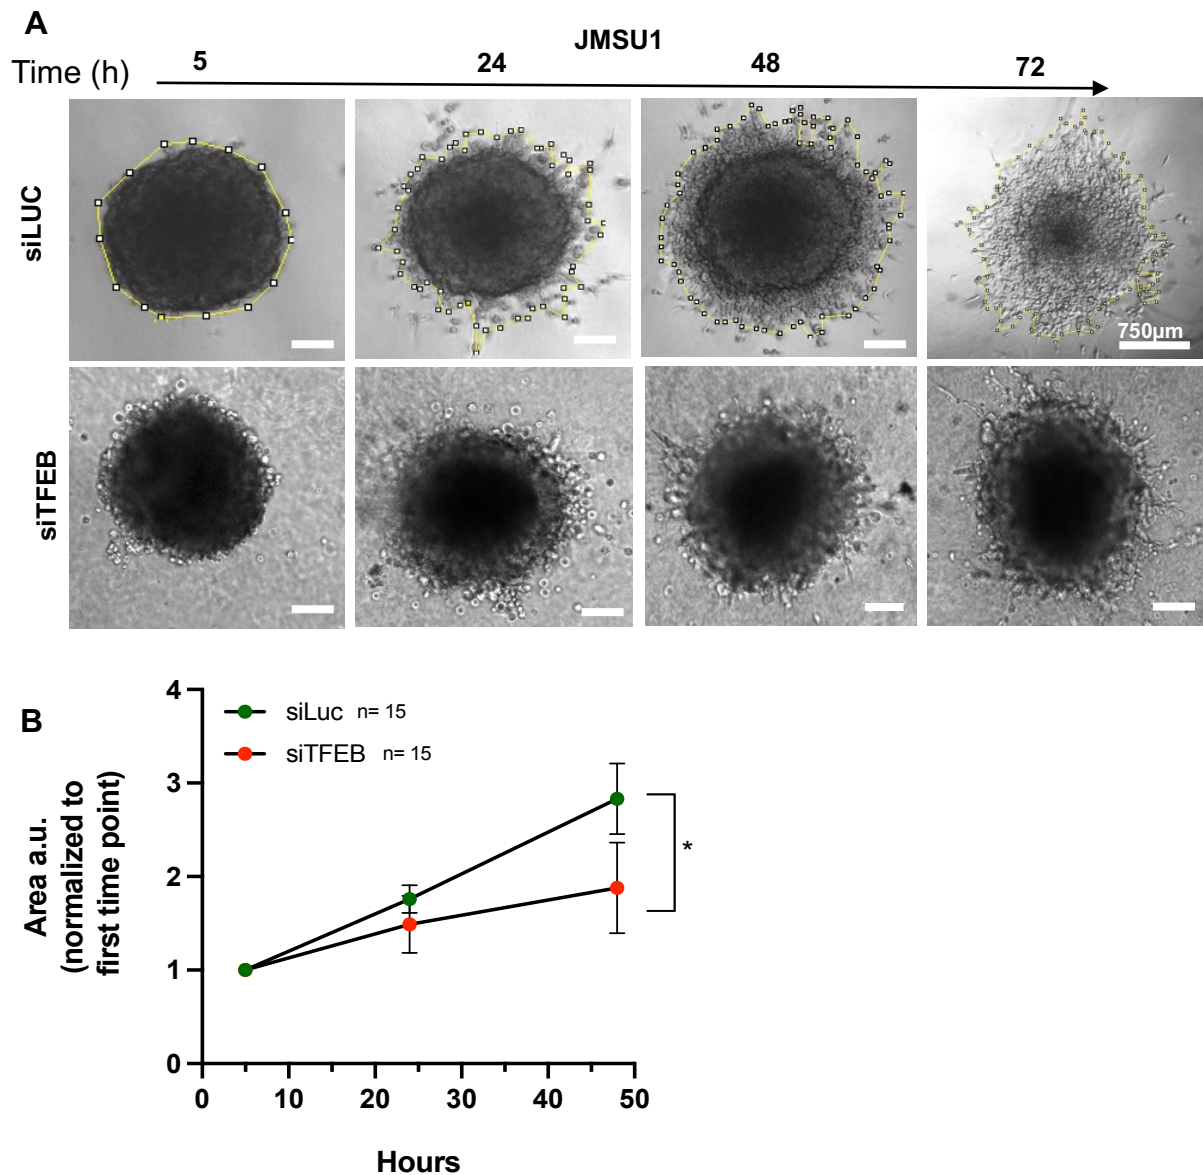 A
JMSU1
Time (h) 5 24 48 72
siLUC
750µm
siTFEB
B
Area a.u.
(normalized to
first time point)
4
siLuc n= 15
siTFEB n= 15
3
*
2
1
0
0 10 20 30 40 50
Hours